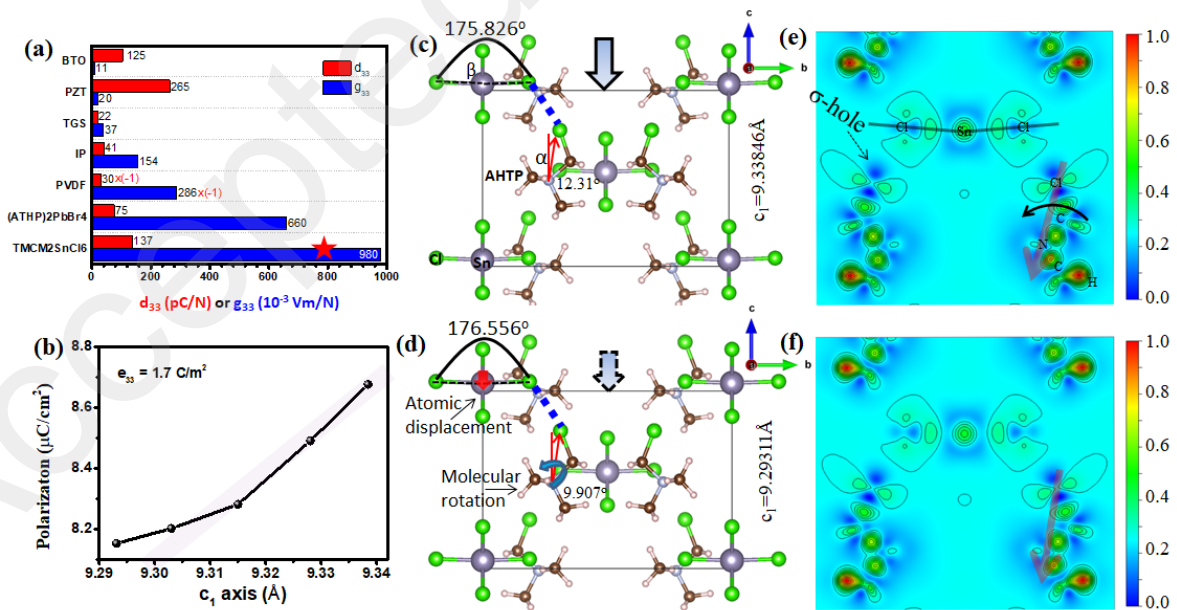 Accepted
(a)
BTO
125
11
PZT
265
20
TGS
22
37
IP
41
154
PVDF
30x(-1)
286x(-1)
(ATHP)2PbBr4
75
660
TMCM2SnCl6
137
980
d33
g33
0 200 400 600 800 1000
d33 (pC/N) or g33 (10-3 Vm/N)
(b)
e33 = 1.7 C/m2
8.8
8.6
8.4
8.2
Polarizaton (μC/cm2)
9.29 9.30 9.31 9.32 9.33 9.34
c1 axis (Å)
(c)
175.826o
β
α
AHTP
12.31o
Cl
Sn
c
b
c1=9.33846Å
(d)
176.556o
Atomic
displacement
Molecular
rotation
9.907o
c
b
c1=9.29311Å
(e)
σ-hole
Cl
Sn
Cl
Cl
C
N
C
H
1.0
0.8
0.6
0.4
0.2
0.0
(f)
1.0
0.8
0.6
0.4
0.2
0.0